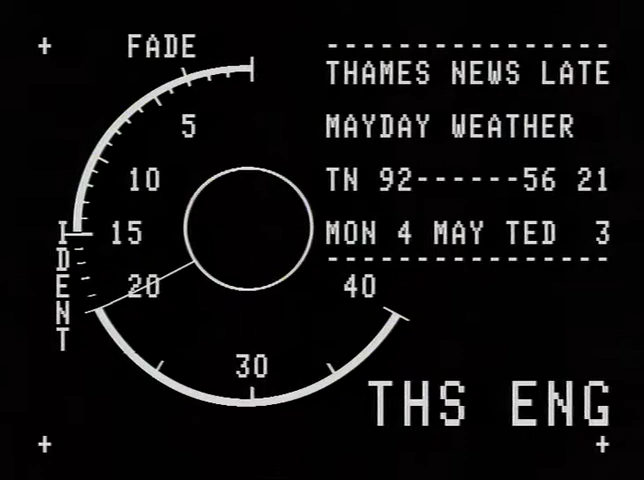 FADE
THAMES NEWS LATE
5
MAYDAY WEATHER
10
TN 92------56 21
15
MON 4 MAY TED 3
IDENT
20
40
30
THS ENG